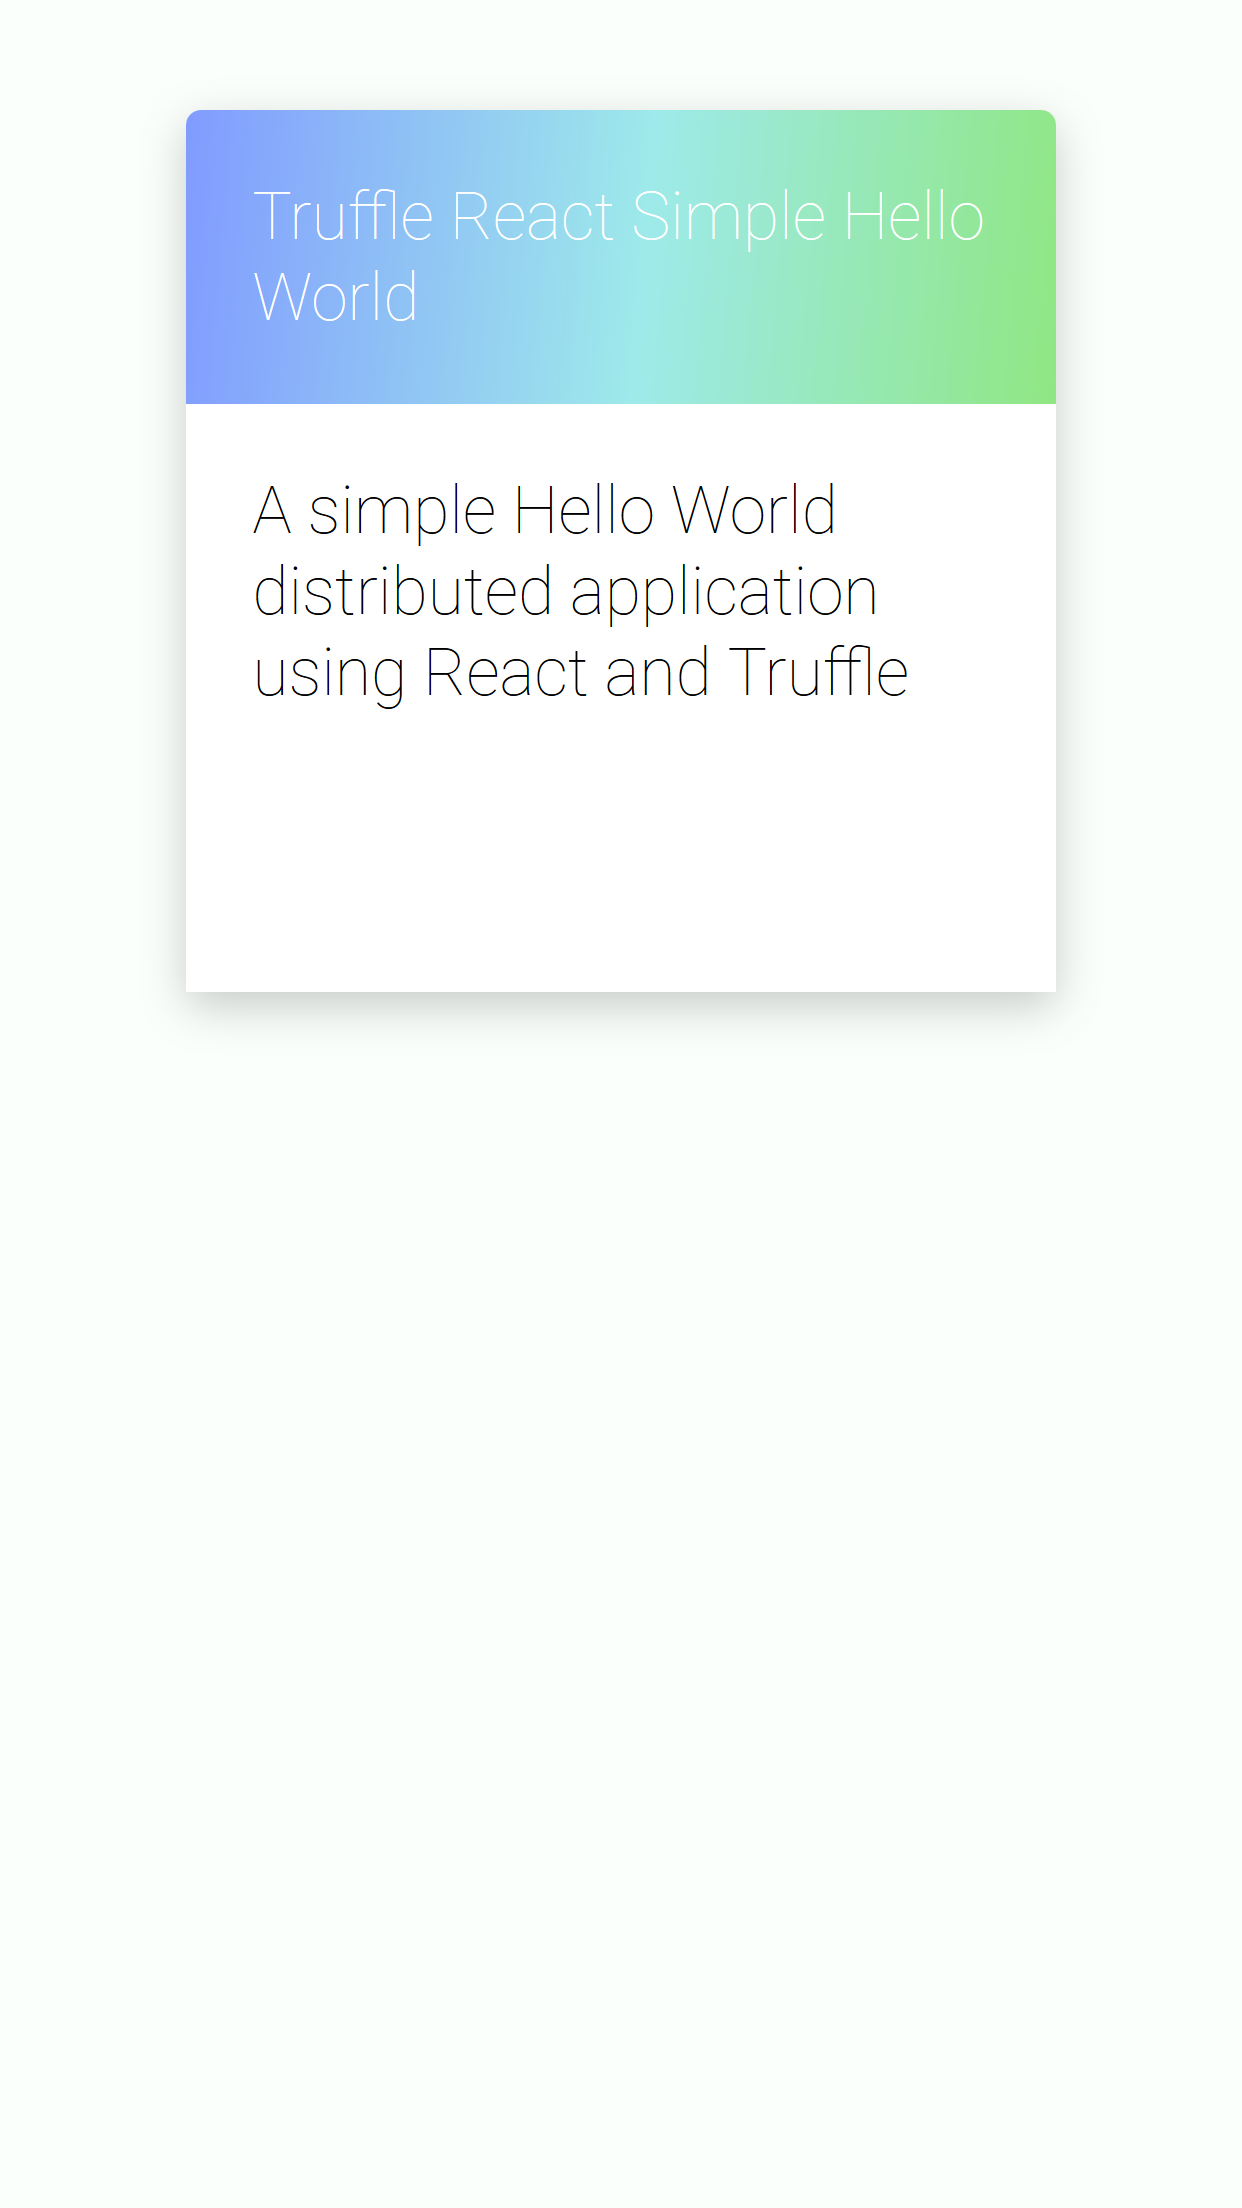 Truffle React Simple Hello
World
A simple Hello World
distributed application
using React and Truffle